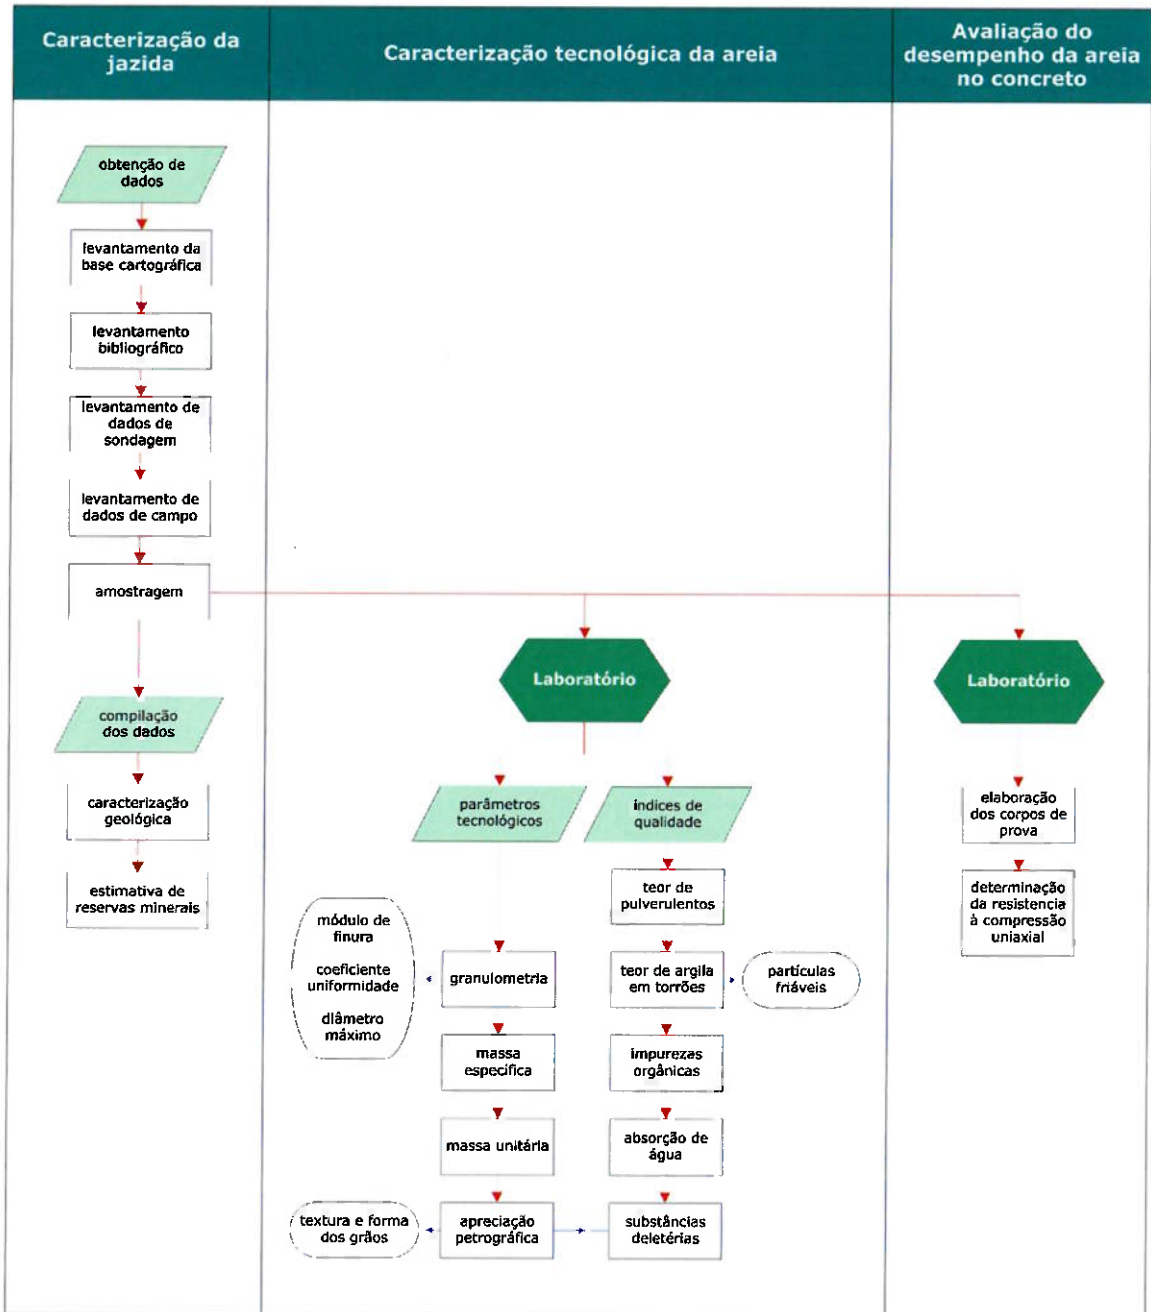 Caracterização da
jazida
Caracterização tecnológica da areia
Avaliação do
desempenho da areia
no concreto
obtenção de
dados
levantamento da
base cartográfica
levantamento
bibliográfico
levantamento de
dados de
sondagem
levantamento de
dados de campo
amostragem
compilação
dos dados
caracterização
geológica
estimativa de
reservas minerais
Laboratório
parâmetros
tecnológicos
módulo de
finura
coeficiente
uniformidade
diâmetro
máximo
granulometria
massa
específica
massa unitária
textura e forma
dos grãos
apreciação
petrográfica
índices de
qualidade
teor de
pulverulentos
teor de argila
em torrões
partículas
friáveis
impurezas
orgânicas
absorção de
água
substâncias
deletérias
Laboratório
elaboração
dos corpos de
prova
determinação
da resistencia
à compressão
uniaxial